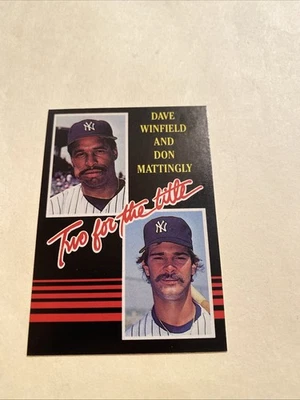 DAVE
WINFIELD
AND
DON
MATTINGLY
Two for the title